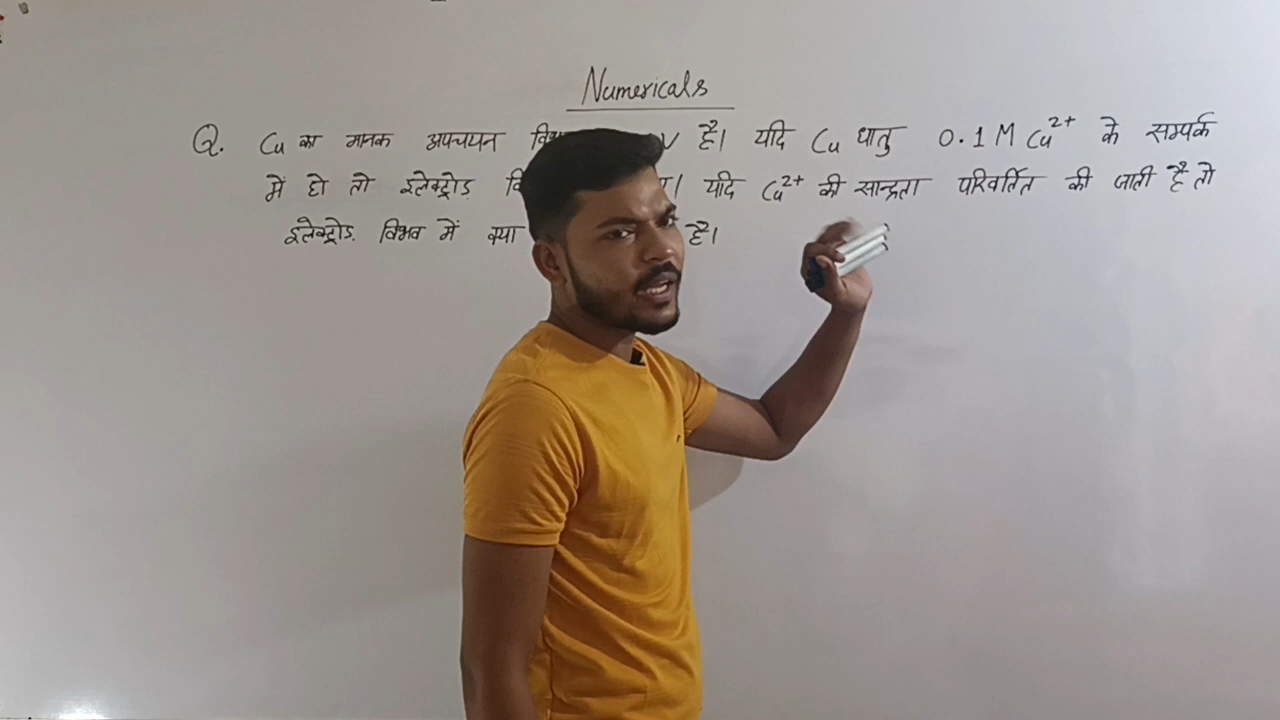 Numericals
Q. Cu का मानक अपचयन V है। यदि Cu धातु 0.1 M Cu²⁺ के सम्पर्क
में हो तो इलेक्ट्रोड यदि Cu²⁺ की सान्द्रता परिवर्तित की जाती है तो
इलेक्ट्रोड विभव में क्या है।